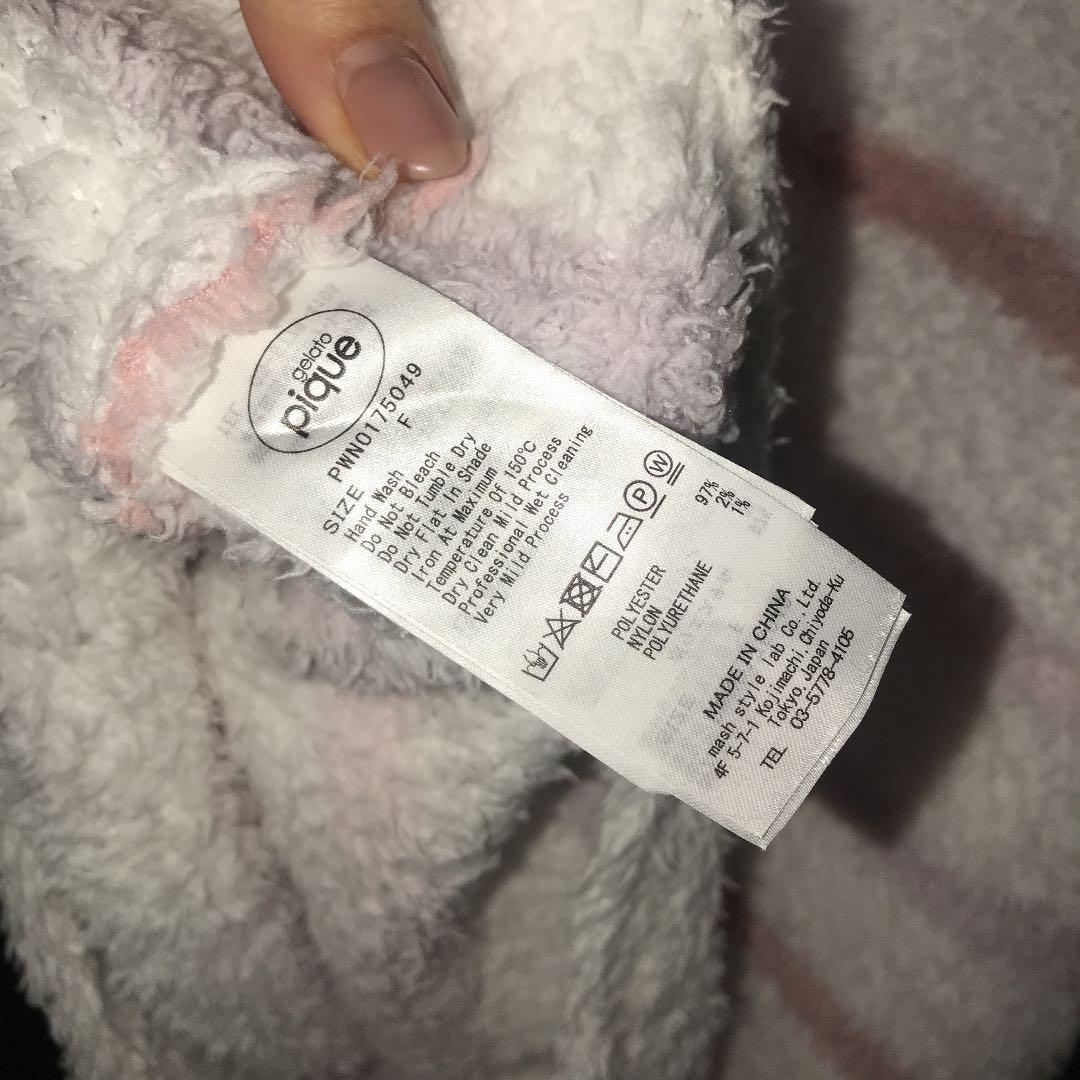 gelato
pique
PWNO175049
SIZE F
Hand Wash
Do Not Bleach
Do Not Tumble Dry
Dry Flat In Shade
Iron At Maximum
Temperature Of 150℃
Dry Clean Mild Process
Professional Wet Cleaning
Very Mild Process
P W
POLYESTER 97%
NYLON 2%
POLYURETHANE 1%
MADE IN CHINA
mash style lab Co., Ltd.
4F 5-7-1 Kojimachi, Chiyoda-Ku
Tokyo, Japan
TEL 03-5778-4105